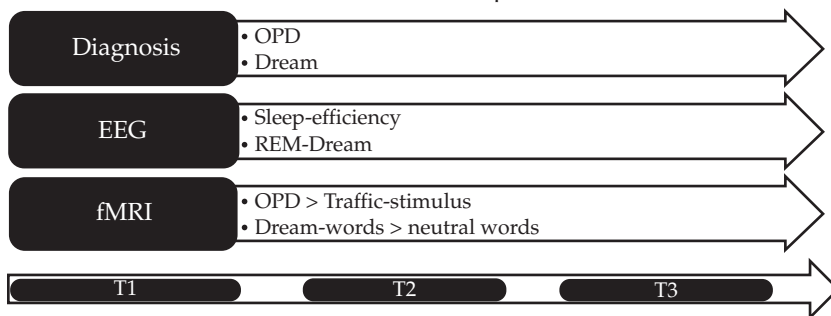 Diagnosis
• OPD
• Dream
EEG
• Sleep-efficiency
• REM-Dream
fMRI
• OPD > Traffic-stimulus
• Dream-words > neutral words
T1 T2 T3